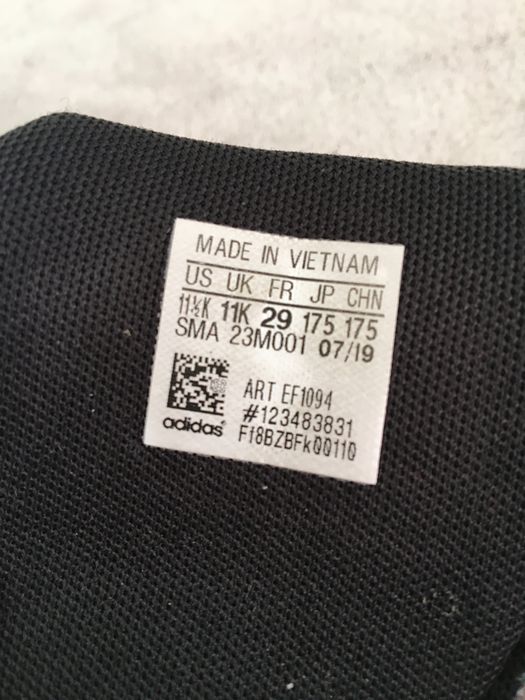 MADE IN VIETNAM
US UK FR JP CHN
11½K 11K 29 175 175
SMA 23M001 07/19
ART EF1094
#123483831
adidas
F18BZBFk00110